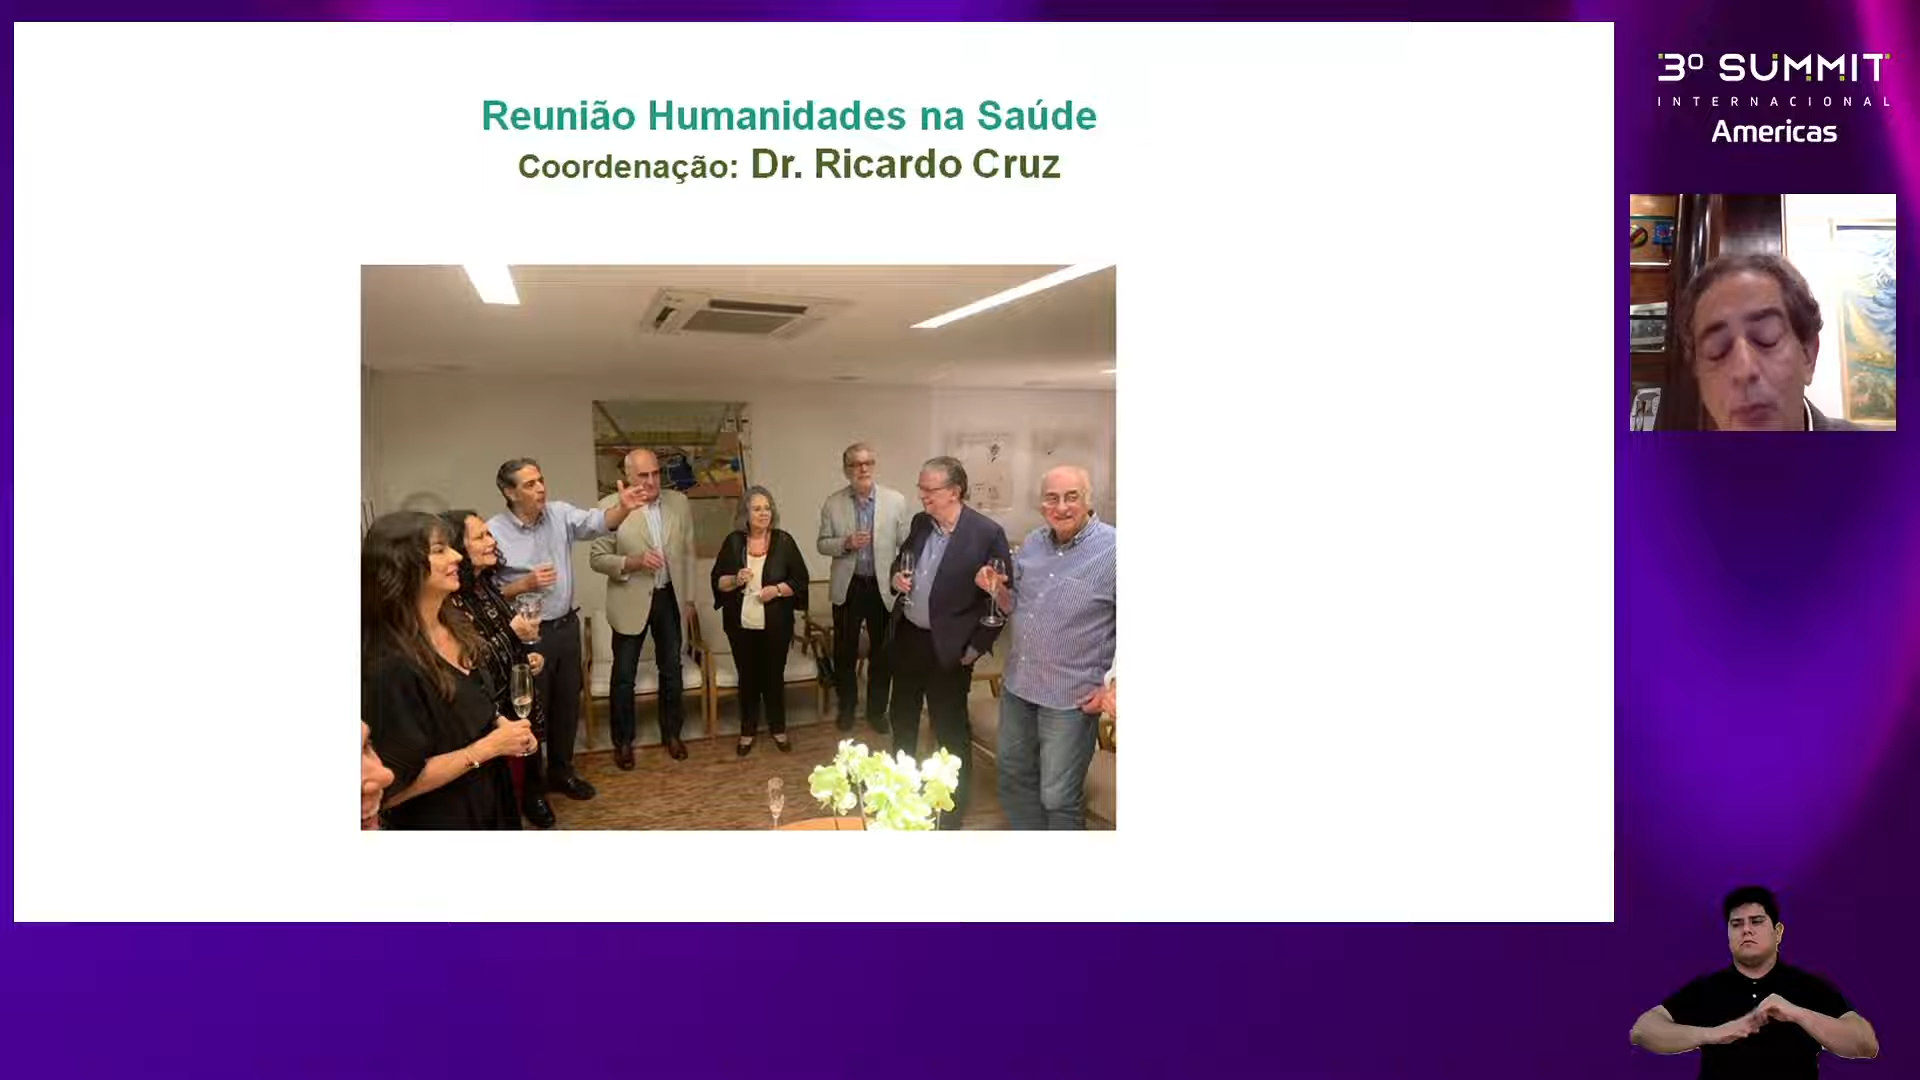 Reunião Humanidades na Saúde
Coordenação: Dr. Ricardo Cruz
3º SUMMIT
INTERNACIONAL
Americas